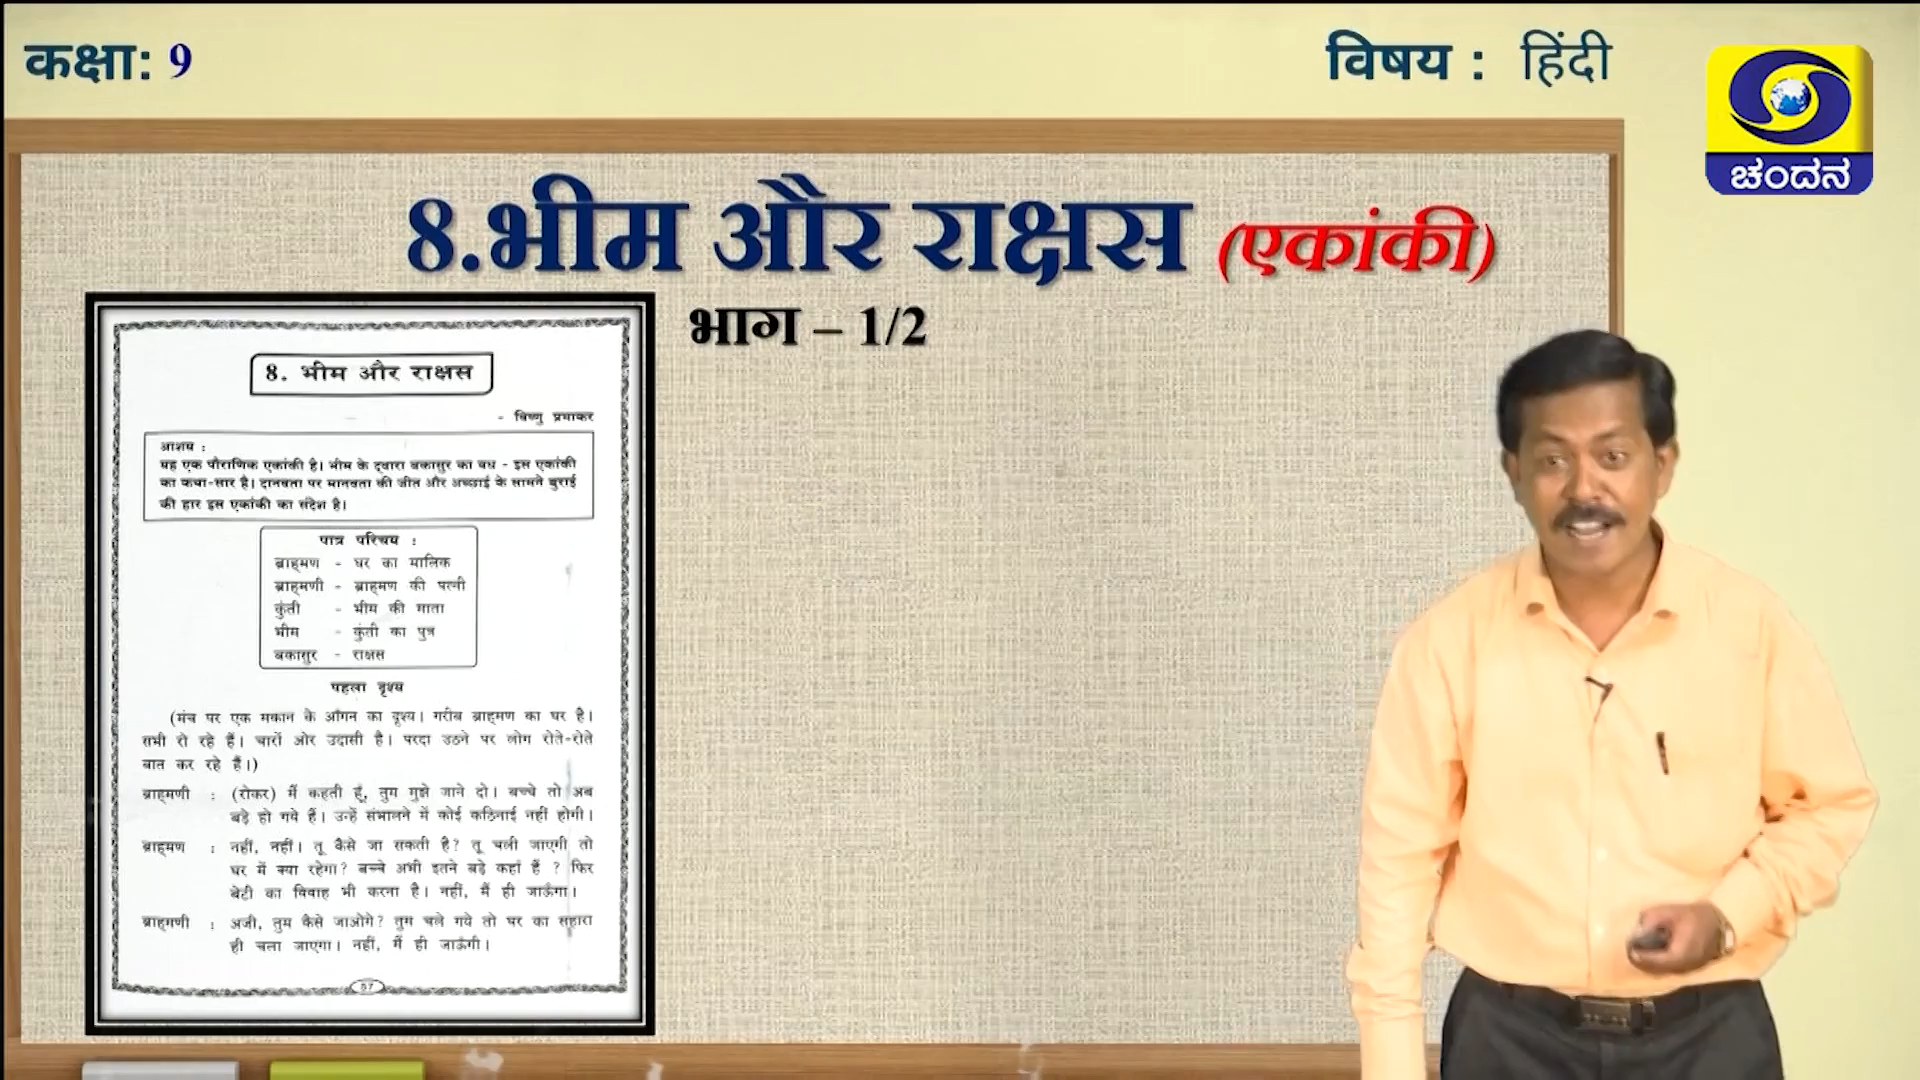 कक्षा: 9
विषय : हिंदी
ಚಂದನ
8.भीम और राक्षस (एकांकी)
भाग – 1/2
8. भीम और राक्षस
- विष्णु प्रभाकर
आशय :
यह एक पौराणिक एकांकी है। भीम के द्वारा बकासुर का वध - इस एकांकी
का कथा-सार है। दानवता पर मानवता की जीत और अच्छाई के सामने बुराई
की हार इस एकांकी का संदेश है।
पात्र परिचय :
ब्राह्मण - घर का मालिक
ब्राह्मणी - ब्राह्मण की पत्नी
कुंती - भीम की माता
भीम - कुंती का पुत्र
बकासुर - राक्षस
पहला दृश्य
(मंच पर एक मकान के आँगन का दृश्य। गरीब ब्राह्मण का घर है।
सभी रो रहे हैं। चारों ओर उदासी है। परदा उठने पर लोग रोते-रोते
बात कर रहे हैं।)
ब्राह्मणी : (रोकर) मैं कहती हूँ, तुम मुझे जाने दो। बच्चे तो अब
बड़े हो गये हैं। उन्हें संभालने में कोई कठिनाई नहीं होगी।
ब्राह्मण : नहीं, नहीं। तू कैसे जा सकती है? तू चली जाएगी तो
घर में क्या रहेगा? बच्चे अभी इतने बड़े कहाँ हैं ? फिर
बेटी का विवाह भी करना है। नहीं, मैं ही जाऊँगा।
ब्राह्मणी : अजी, तुम कैसे जाओगे? तुम चले गये तो घर का सहारा
ही चला जाएगा। नहीं, मैं ही जाऊँगी।
57